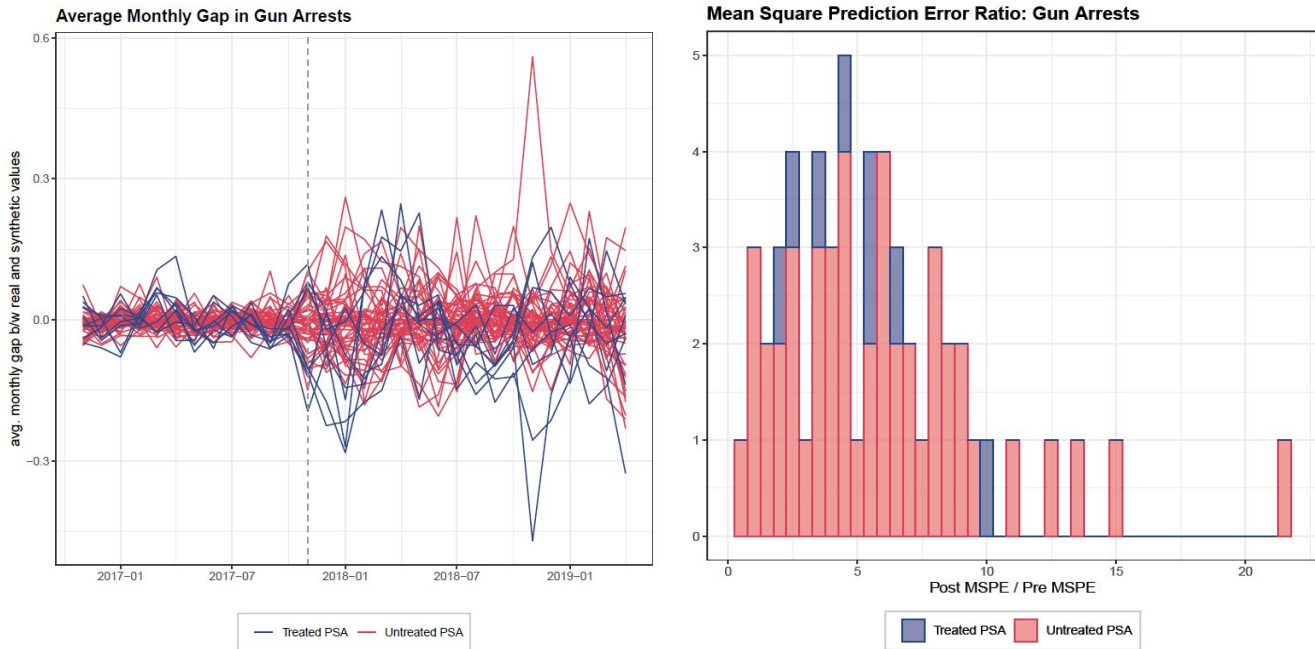 Average Monthly Gap in Gun Arrests
avg. monthly gap b/w real and synthetic values
0.6
0.3
0.0
−0.3
2017−01
2017−07
2018−01
2018−07
2019−01
Treated PSA
Untreated PSA
Mean Square Prediction Error Ratio: Gun Arrests
5
4
3
2
1
0
0
5
10
15
20
Post MSPE / Pre MSPE
Treated PSA
Untreated PSA